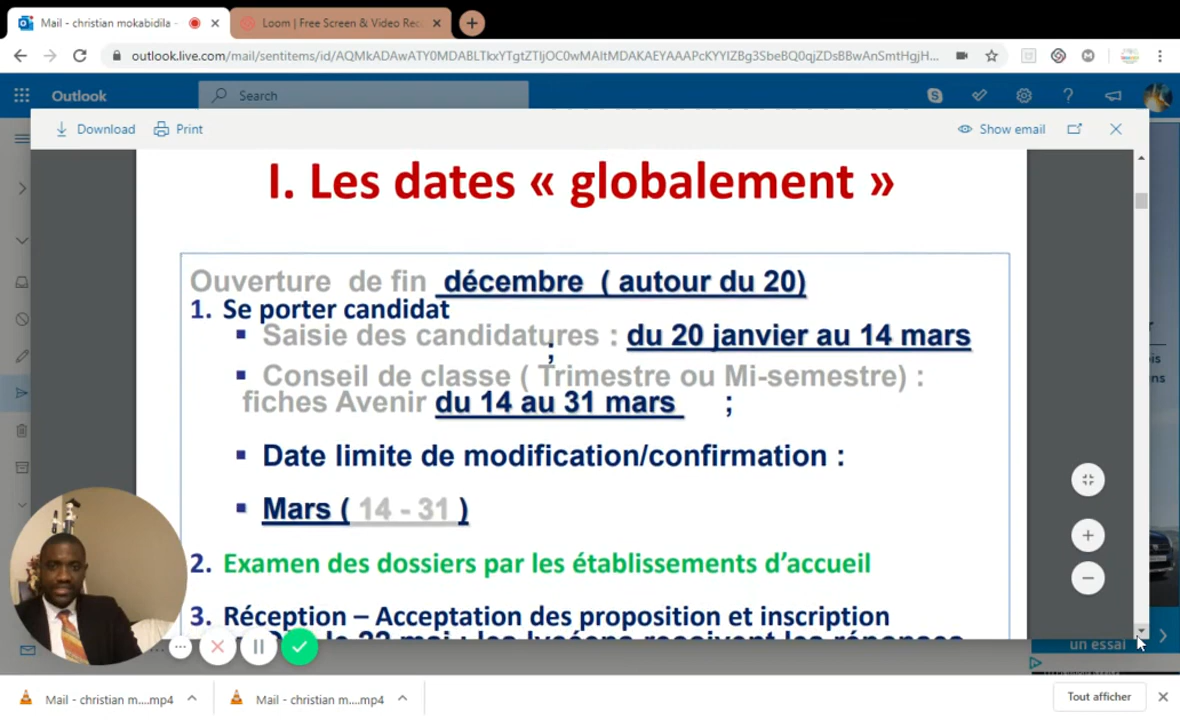 Mail - christian mokabidila -
Loom | Free Screen & Video Rec
outlook.live.com/mail/sentitems/id/AQMkADAwATY0MDABLTkxYTgtZTljOC0wMAItMDAKAEYAAAPcKYYIZBg3SbeBQ0qjZDsBBwAnSmtHgjH...
Outlook
Search
Download
Print
Show email
I. Les dates « globalement »
Ouverture de fin décembre ( autour du 20)
1. Se porter candidat
▪ Saisie des candidatures : du 20 janvier au 14 mars
;
▪ Conseil de classe ( Trimestre ou Mi-semestre) :
fiches Avenir du 14 au 31 mars ;
▪ Date limite de modification/confirmation :
▪ Mars ( 14 - 31 )
2. Examen des dossiers par les établissements d'accueil
3. Réception – Acceptation des proposition et inscription
un essai
Mail - christian m....mp4
Mail - christian m....mp4
Tout afficher